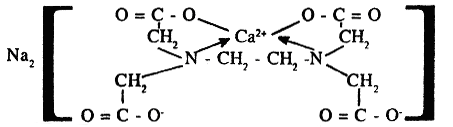 O = C - O O - C = O
Ca²⁺
CH₂ CH₂
Na₂ N - CH₂ - CH₂ - N
CH₂ CH₂
O = C - O⁻ O = C - O⁻